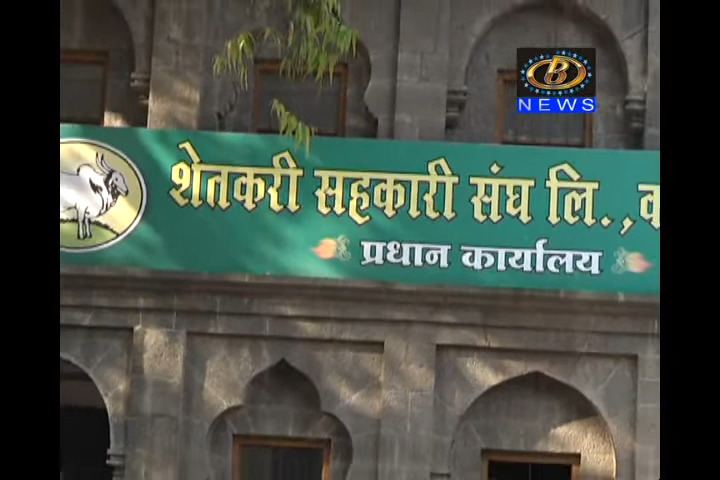 B
NEWS
शेतकरी सहकारी संघ लि.,
प्रधान कार्यालय